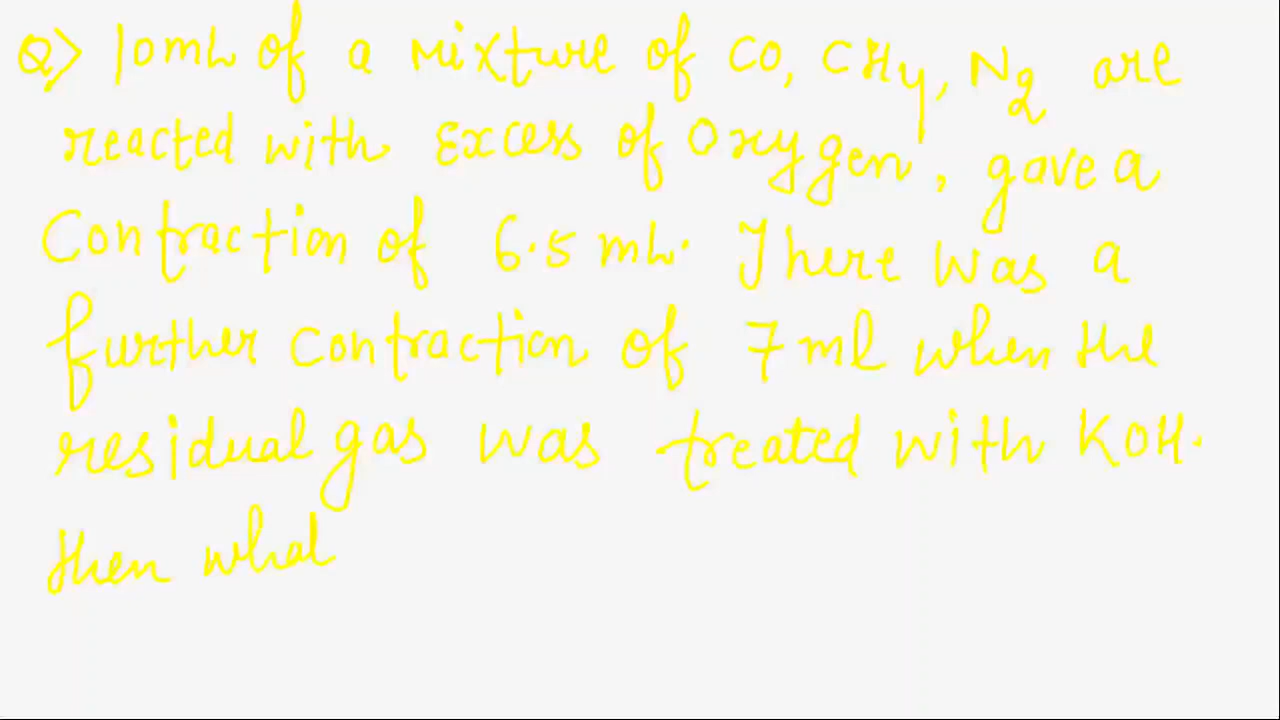 Q> 10mL of a mixture of CO, CH4, N2 are
reacted with Excess of Oxygen, gave a
Contraction of 6.5 mL. There was a
further contraction of 7 ml when the
residual gas was treated with KOH.
then what